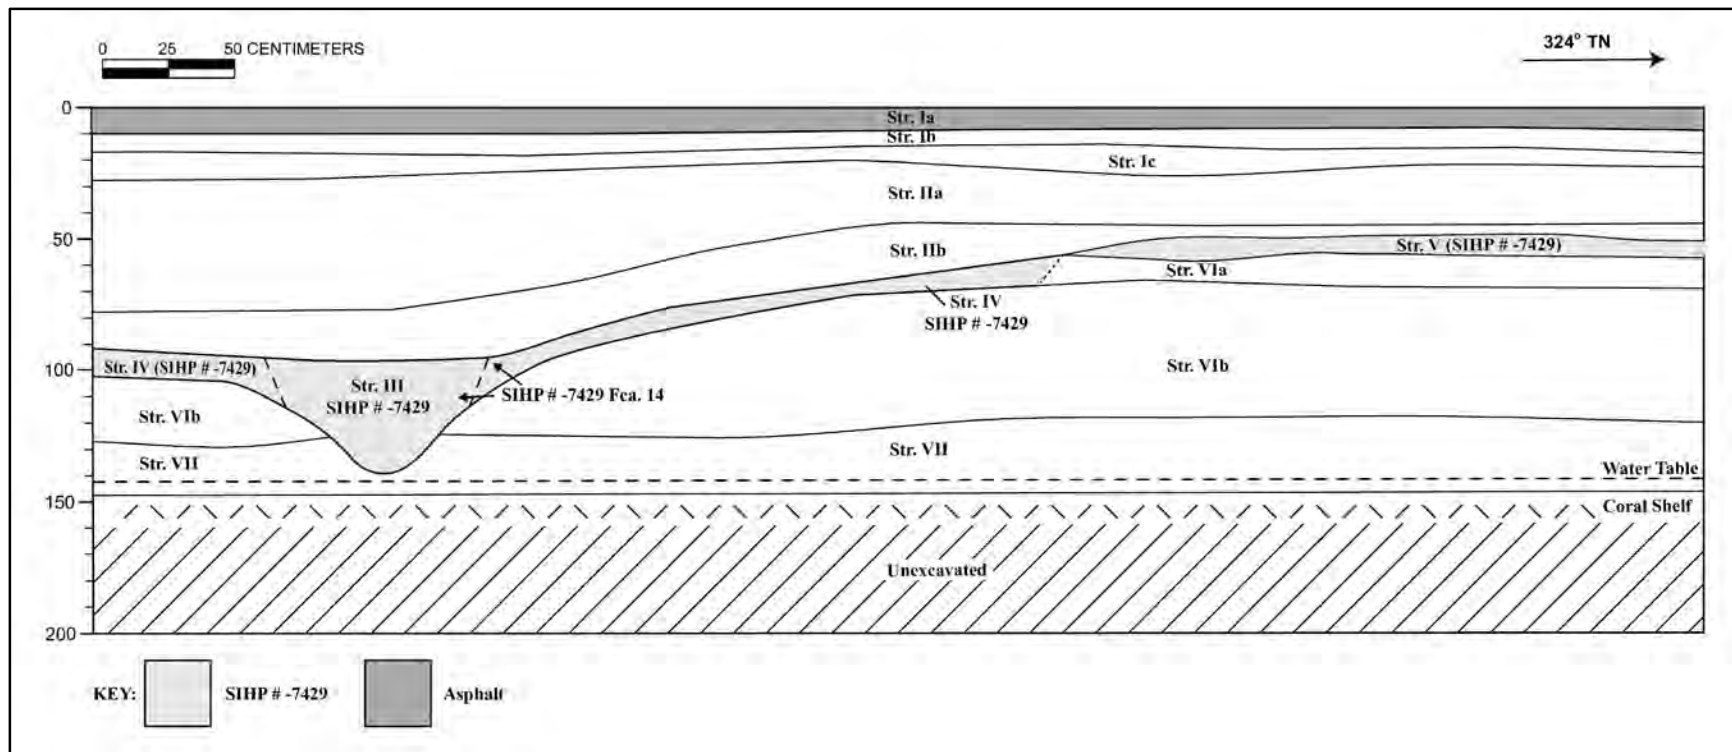 0 25 50 CENTIMETERS
324° TN
0
Str. Ia
Str. Ib
Str. Ic
Str. IIa
50
Str. IIb
Str. V (SIHP # -7429)
Str. VIa
Str. IV
SIHP # -7429
100
Str. IV (SIHP # -7429)
Str. III
SIHP # -7429
SIHP # -7429 Fea. 14
Str. VIb
Str. VIb
Str. VII
Str. VII
Water Table
150
Coral Shelf
Unexcavated
200
KEY: SIHP # -7429 Asphalt